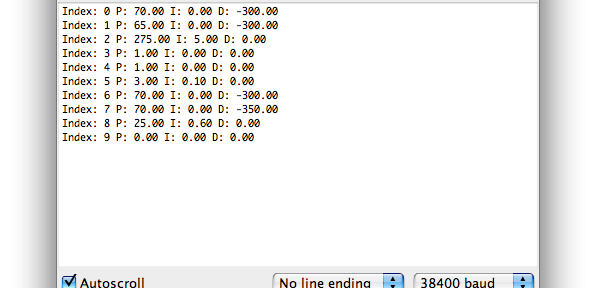 Index: 0 P: 70.00 I: 0.00 D: -300.00
Index: 1 P: 65.00 I: 0.00 D: -300.00
Index: 2 P: 275.00 I: 5.00 D: 0.00
Index: 3 P: 1.00 I: 0.00 D: 0.00
Index: 4 P: 1.00 I: 0.00 D: 0.00
Index: 5 P: 3.00 I: 0.10 D: 0.00
Index: 6 P: 70.00 I: 0.00 D: -300.00
Index: 7 P: 70.00 I: 0.00 D: -350.00
Index: 8 P: 25.00 I: 0.60 D: 0.00
Index: 9 P: 0.00 I: 0.00 D: 0.00
Autoscroll No line ending 38400 baud